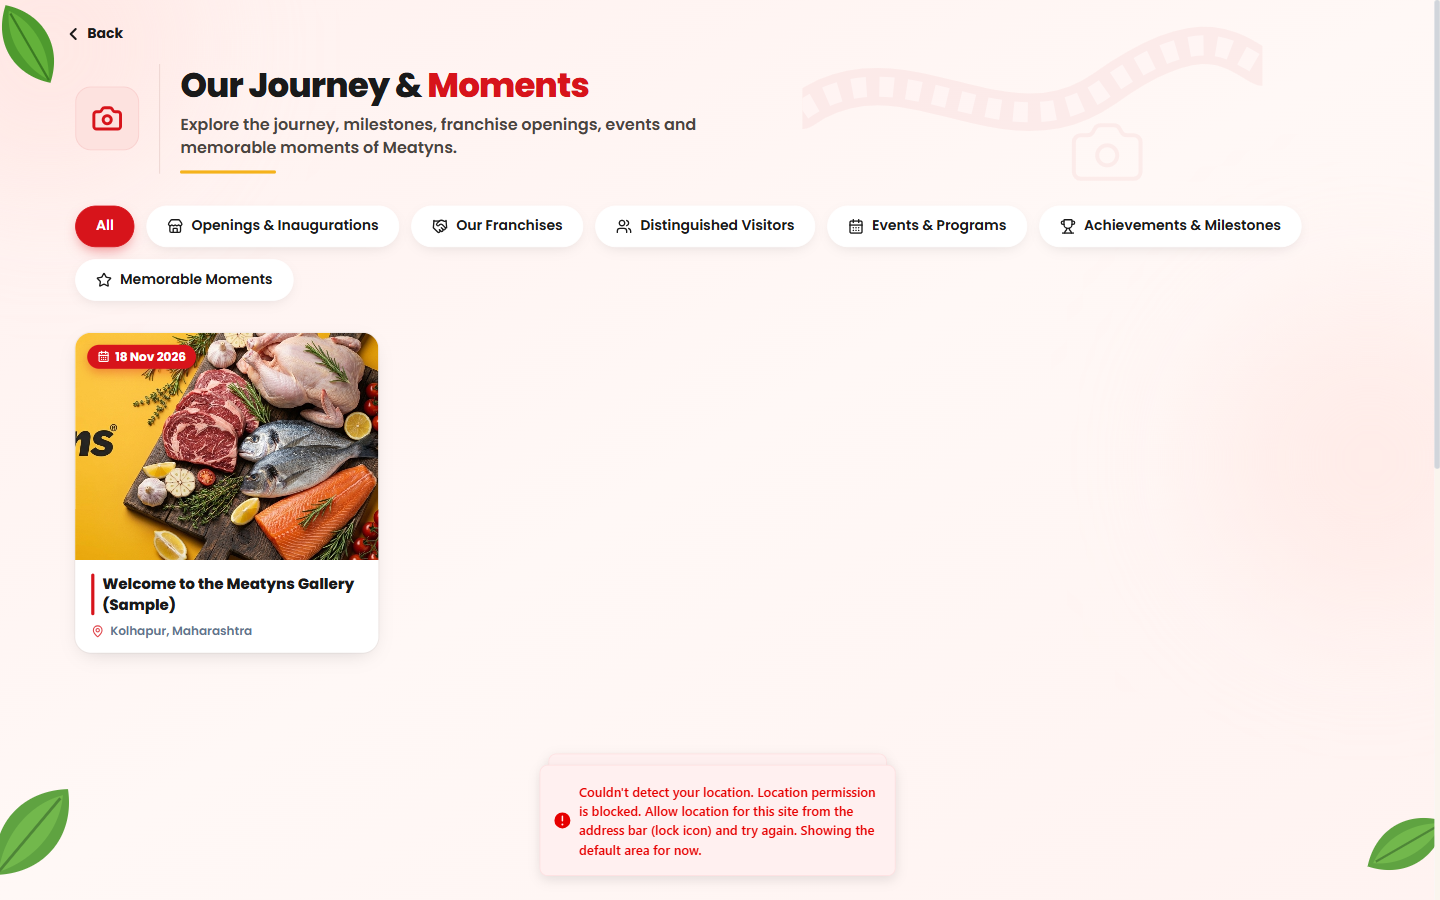 Back
Our Journey & Moments
Explore the journey, milestones, franchise openings, events and
memorable moments of Meatyns.
All
Openings & Inaugurations
Our Franchises
Distinguished Visitors
Events & Programs
Achievements & Milestones
Memorable Moments
18 Nov 2026
ns®
Welcome to the Meatyns Gallery
(Sample)
Kolhapur, Maharashtra
Couldn't detect your location. Location permission
is blocked. Allow location for this site from the
address bar (lock icon) and try again. Showing the
default area for now.